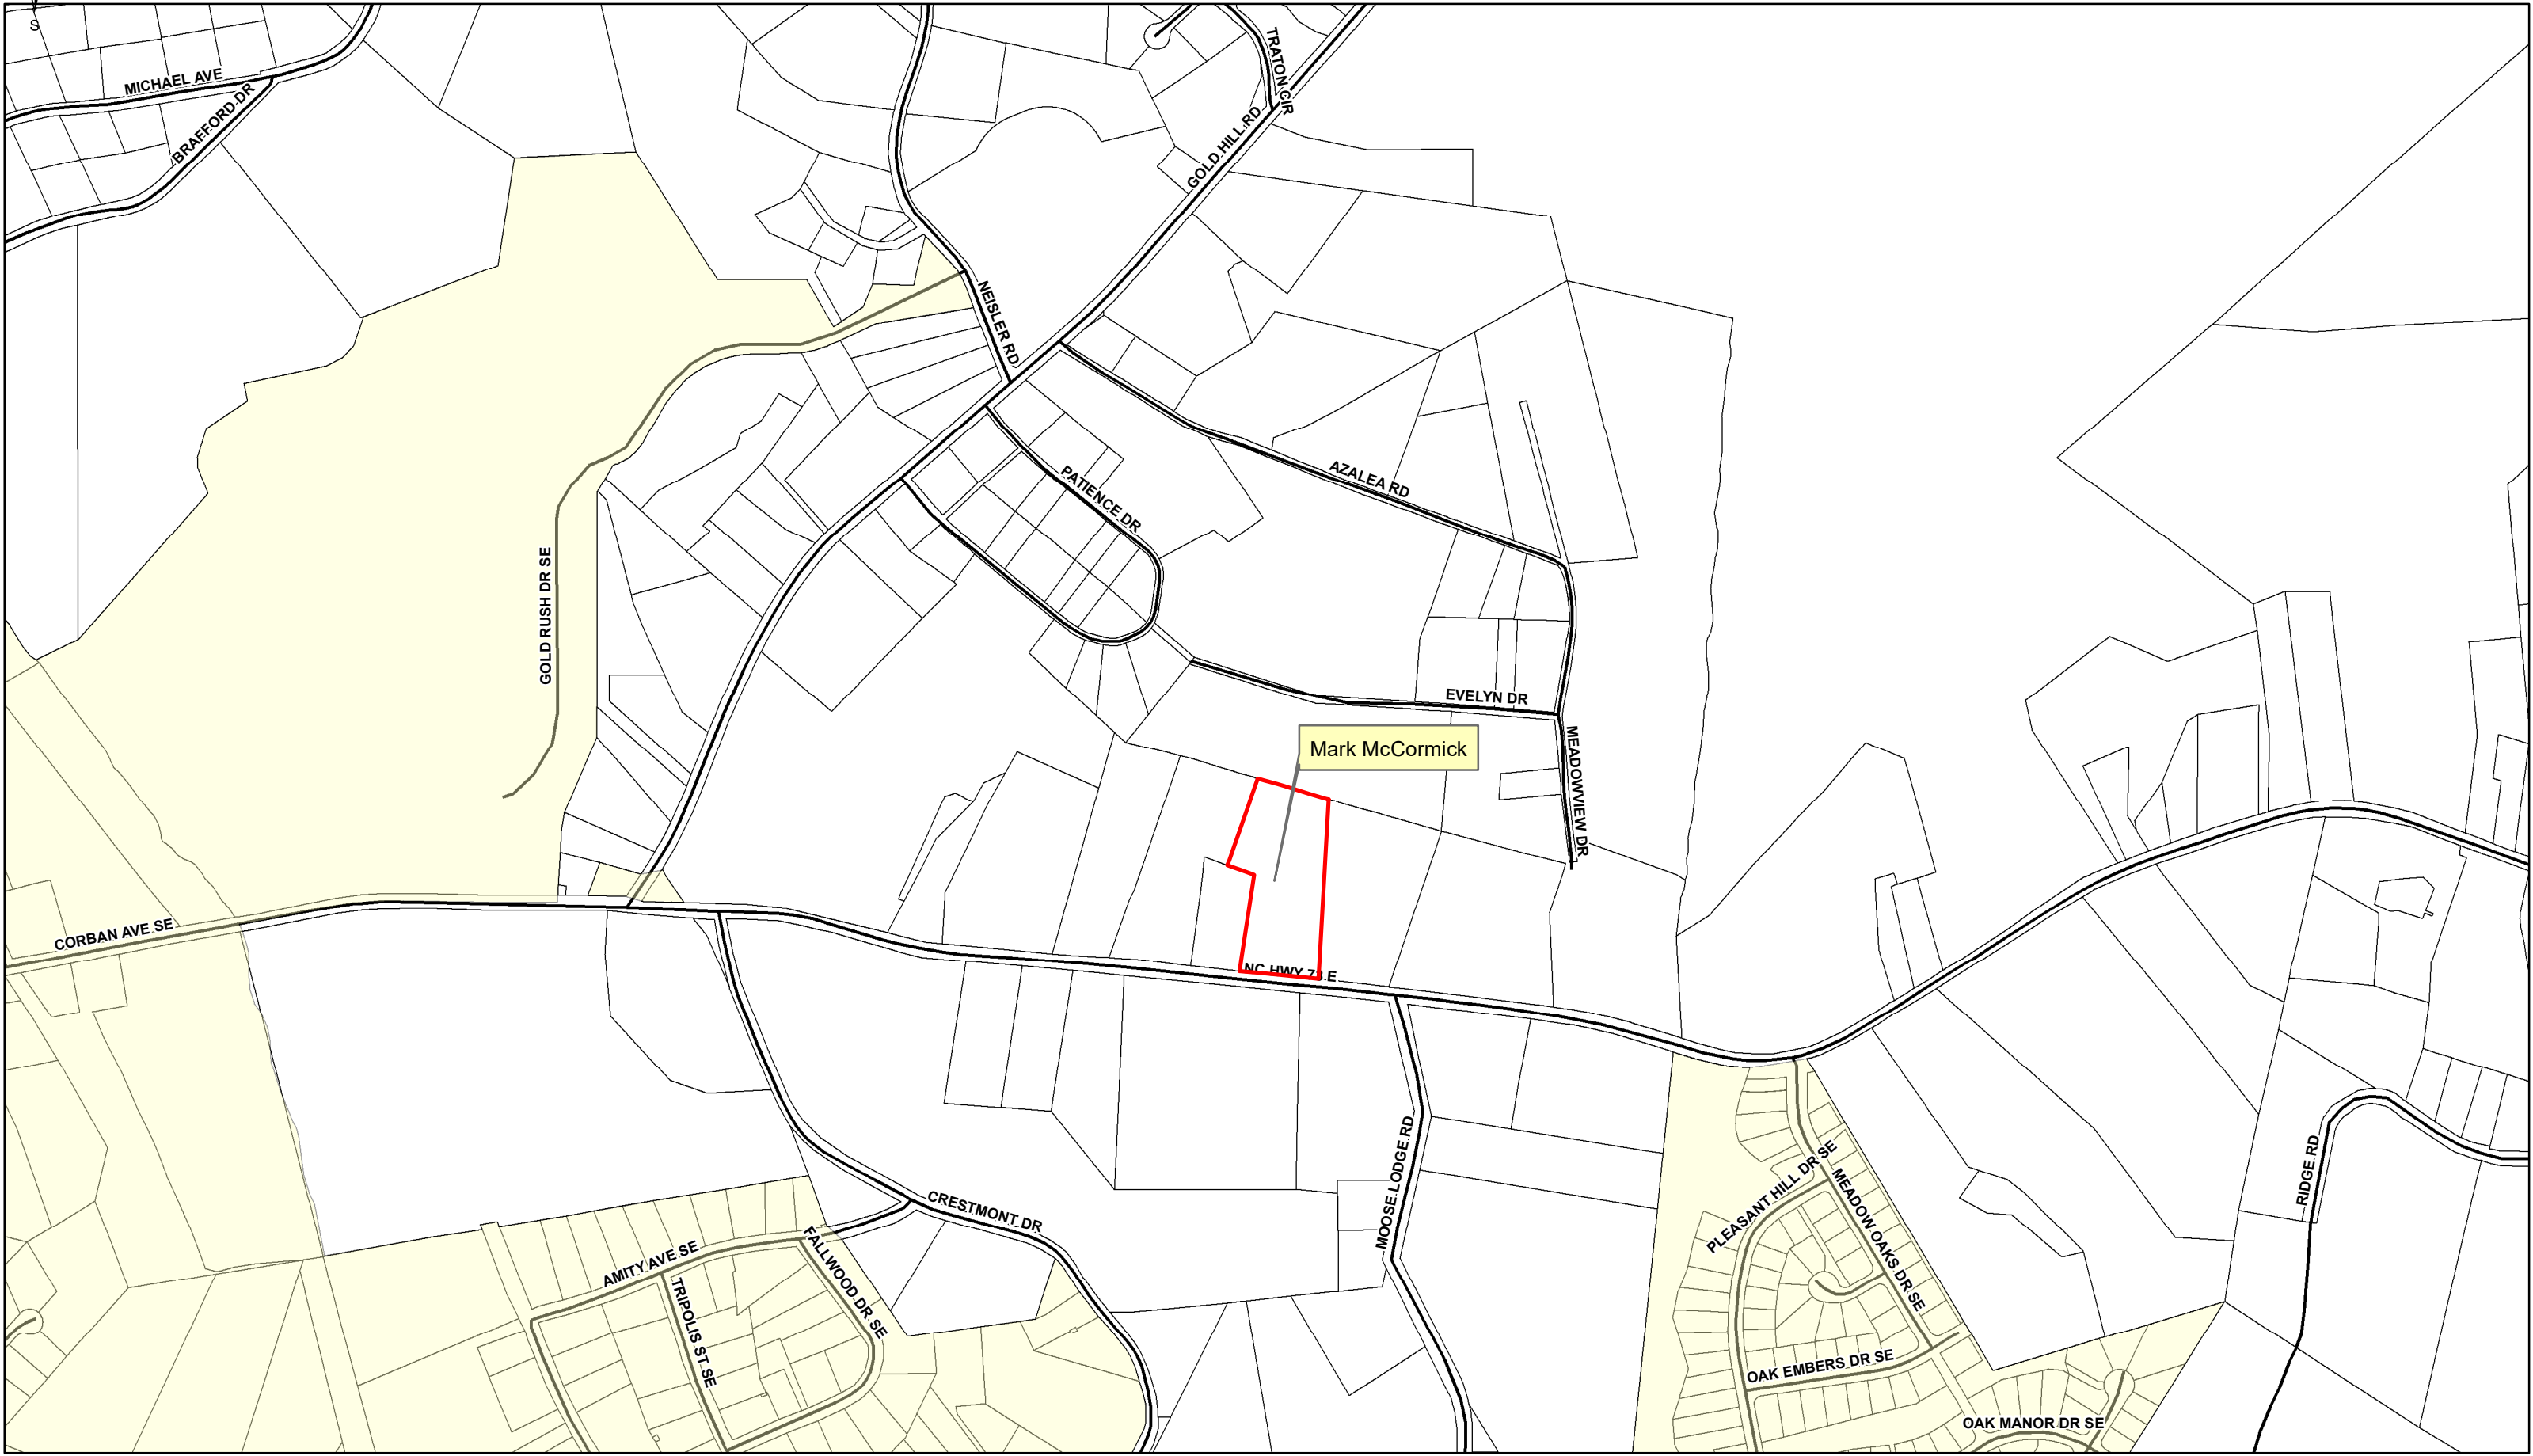 S
MICHAEL AVE
BRAFFORD DR
TRATON CIR
GOLD HILL RD
NEISLER RD
PATIENCE DR
AZALEA RD
GOLD RUSH DR SE
EVELYN DR
Mark McCormick
MEADOWVIEW DR
CORBAN AVE SE
NC HWY 73 E
CRESTMONT DR
MOOSE LODGE RD
PLEASANT HILL DR SE
MEADOW OAKS DR SE
RIDGE RD
AMITY AVE SE
FALLWOOD DR SE
TRIPOLIS ST SE
OAK EMBERS DR SE
OAK MANOR DR SE